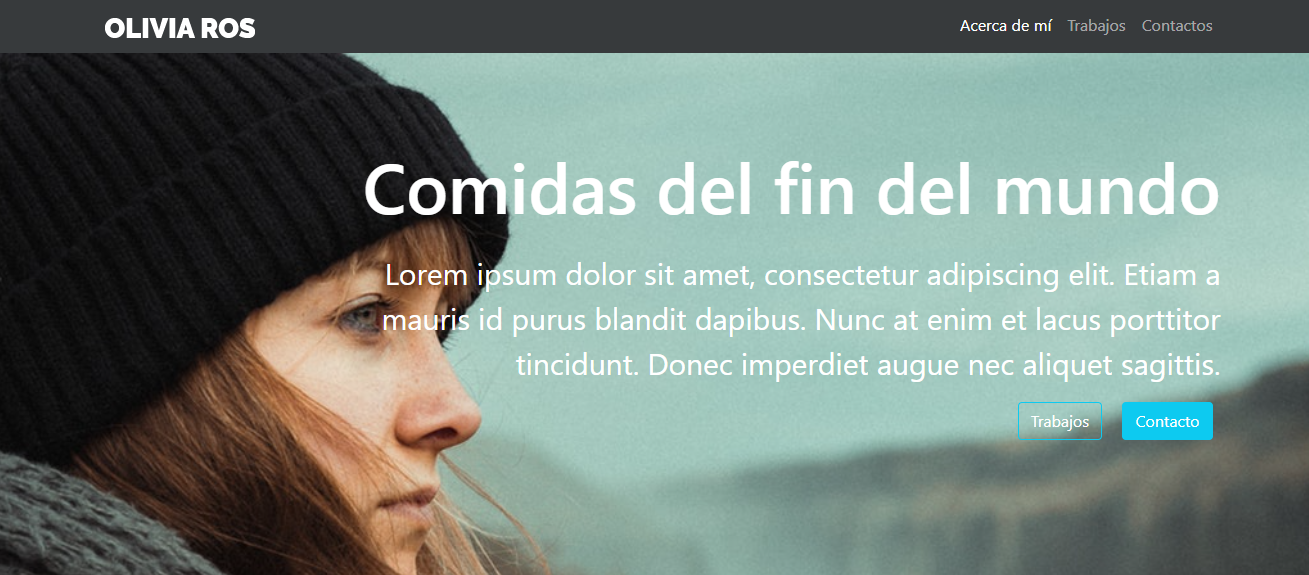 OLIVIA ROS
Acerca de mí Trabajos Contactos
Comidas del fin del mundo
Lorem ipsum dolor sit amet, consectetur adipiscing elit. Etiam a
mauris id purus blandit dapibus. Nunc at enim et lacus porttitor
tincidunt. Donec imperdiet augue nec aliquet sagittis.
Trabajos Contacto